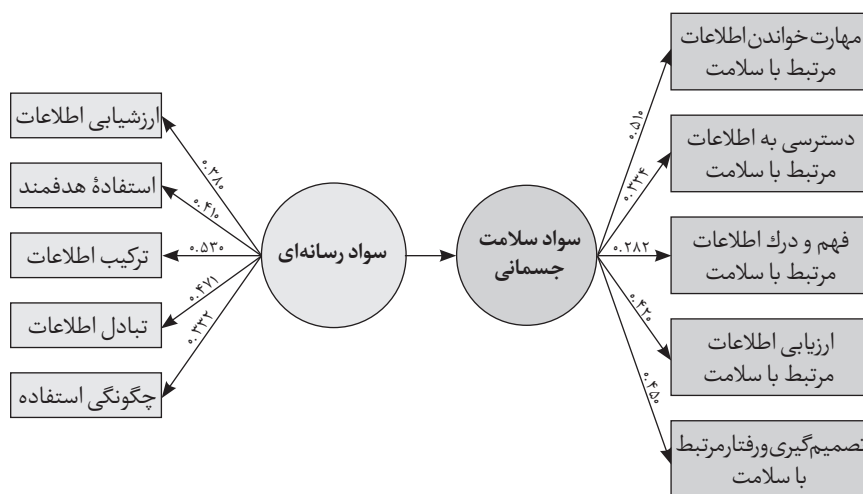 مهارت خواندن اطلاعات
مرتبط با سلامت
دسترسی به اطلاعات
مرتبط با سلامت
فهم و درك اطلاعات
مرتبط با سلامت
ارزیابی اطلاعات
مرتبط با سلامت
تصمیم‌گیری و رفتار مرتبط
با سلامت
۰.۵۱۰
۰.۳۳۴
۰.۲۸۲
۰.۴۲۰
۰.۴۵۰
سواد سلامت
جسمانی
سواد رسانه‌ای
۰.۳۸۰
۰.۴۱۰
۰.۵۳۰
۰.۴۷۱
۰.۳۳۲
ارزشیابی اطلاعات
استفادهٔ هدفمند
ترکیب اطلاعات
تبادل اطلاعات
چگونگی استفاده